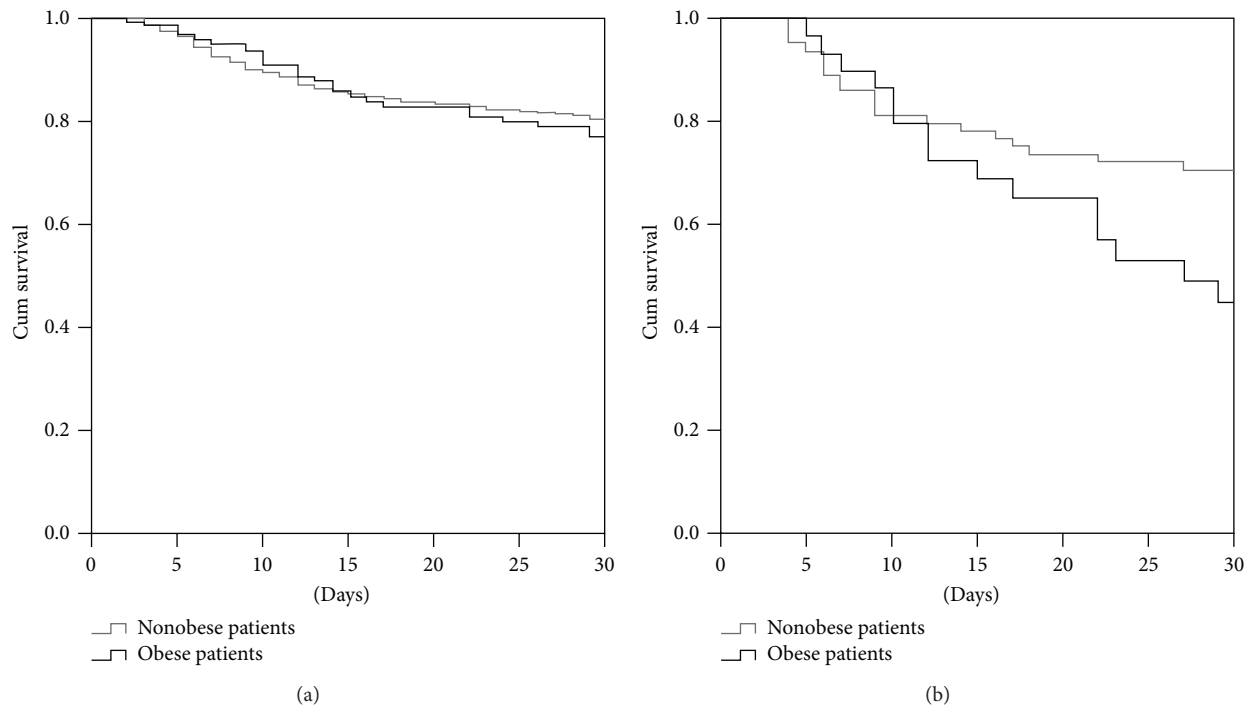 1.0
0.8
0.6
0.4
0.2
0.0
Cum survival
0 5 10 15 20 25 30
(Days)
Nonobese patients
Obese patients
(a)
1.0
0.8
0.6
0.4
0.2
0.0
Cum survival
0 5 10 15 20 25 30
(Days)
Nonobese patients
Obese patients
(b)